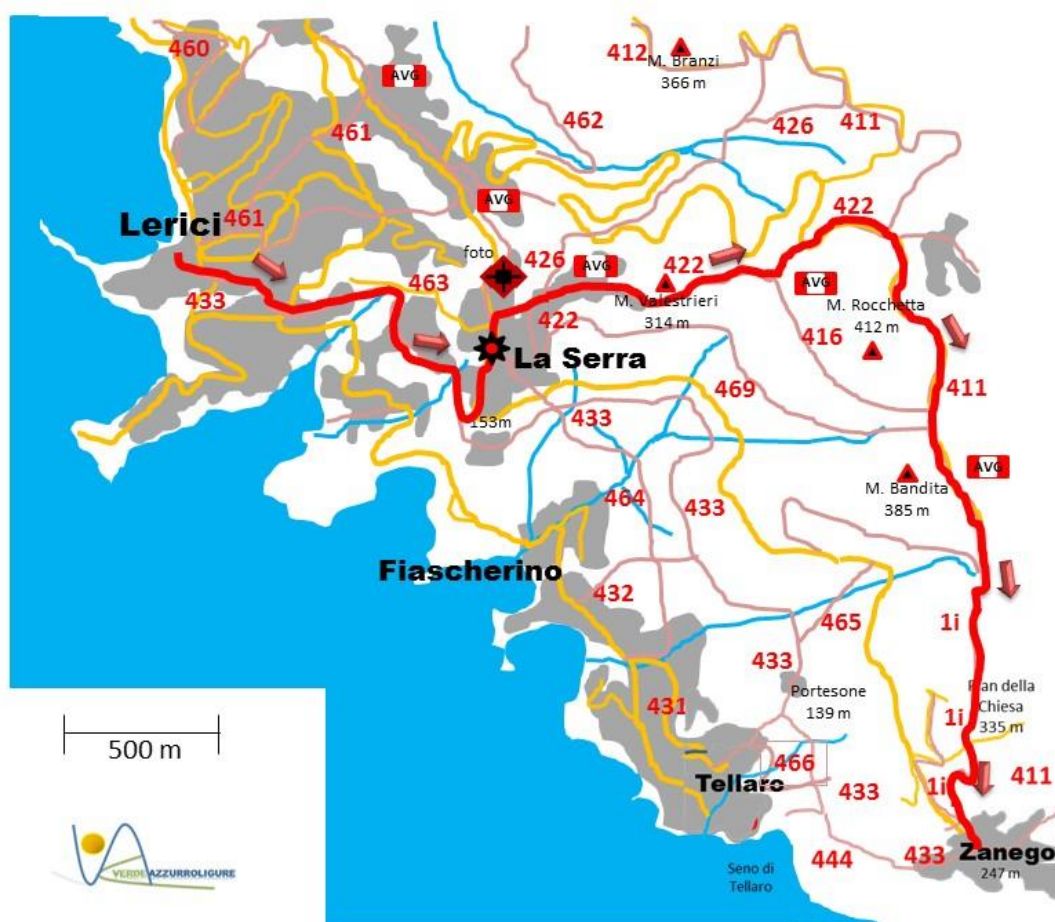 460
412
M. Branzi
366 m
AVG
461
462
426
411
AVG
Lerici
461
422
foto
426
AVG
422
463
433
AVG
M. Valestrieri
314 m
M. Rocchetta
412 m
422
416
La Serra
469
411
153m
433
AVG
M. Bandita
385 m
464
433
Fiascherino
432
465
1i
433
Portesone
139 m
Pian della
Chiesa
335 m
431
1i
500 m
466
Tellaro
433
1i
411
VERDEAZZURROLIGURE
444
433
Zanego
247 m
Seno di
Tellaro